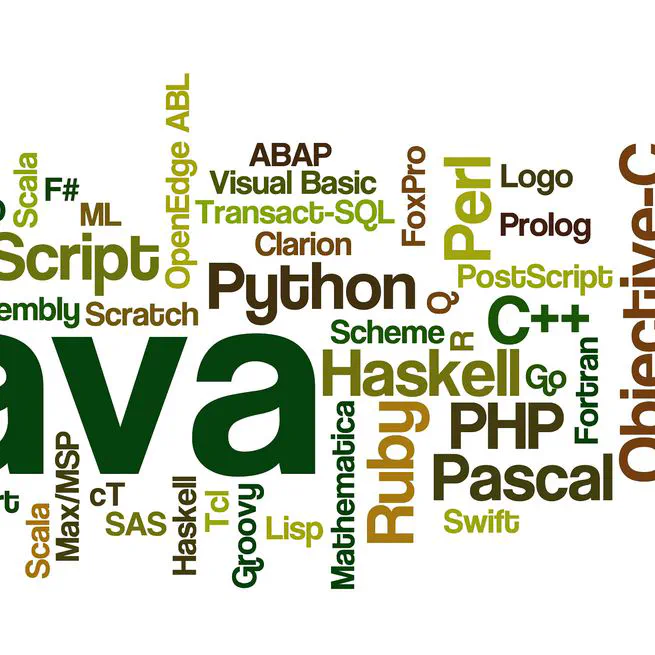 OpenEdge ABL
ABAP
Scala
F#
Visual Basic
FoxPro
Perl
Logo
ML
Transact-SQL
Prolog
Script
Clarion
Python
PostScript
Objective-C
embly
Scratch
Q
C++
Scheme
R
ava
Haskell
Go
Fortran
PHP
Ruby
Mathematica
Pascal
rt
Scala
Max/MSP
cT
SAS
Haskell
Tcl
Groovy
Lisp
Swift